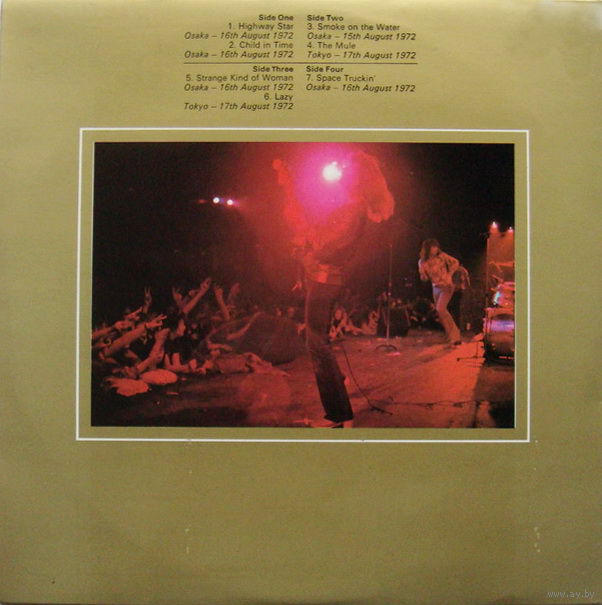 Side One
1. Highway Star
Osaka – 16th August 1972
2. Child in Time
Osaka – 16th August 1972
Side Two
3. Smoke on the Water
Osaka – 15th August 1972
4. The Mule
Tokyo – 17th August 1972
Side Three
5. Strange Kind of Woman
Osaka – 16th August 1972
6. Lazy
Tokyo – 17th August 1972
Side Four
7. Space Truckin'
Osaka – 16th August 1972
www.ay.by